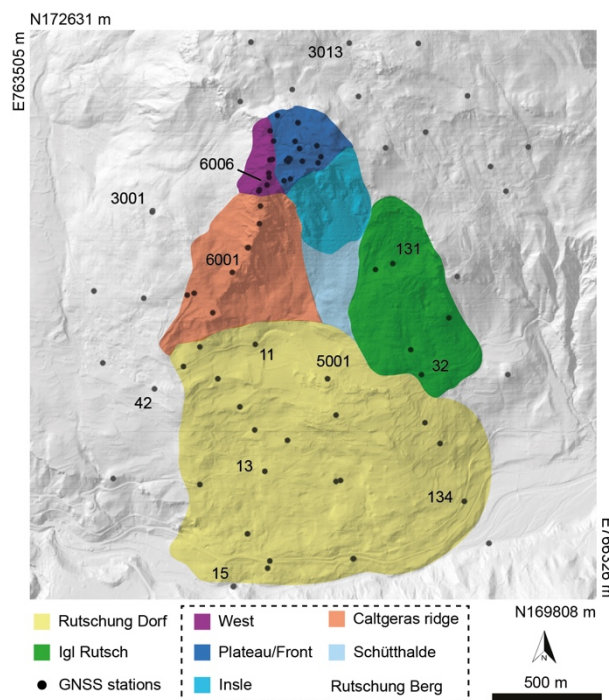 N172631 m
E763505 m
3013
6006
3001
131
6001
11
5001
32
42
13
134
15
N169808 m
Rutschung Dorf
West
Caltgeras ridge
Igl Rutsch
Plateau/Front
Schütthalde
GNSS stations
Insle
Rutschung Berg
N
500 m